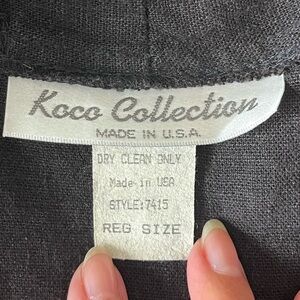 Koco Collection
MADE IN U.S.A.
DRY CLEAN ONLY
Made in USA
STYLE:7415
REG SIZE